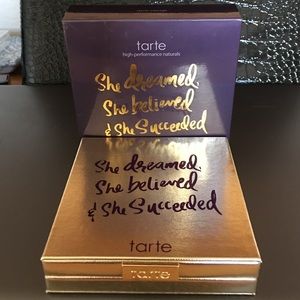 tarte
high-performance naturals
She dreamed.
She believed
& She Succeeded
She dreamed.
She believed
& She Succeeded
tarte
tarte